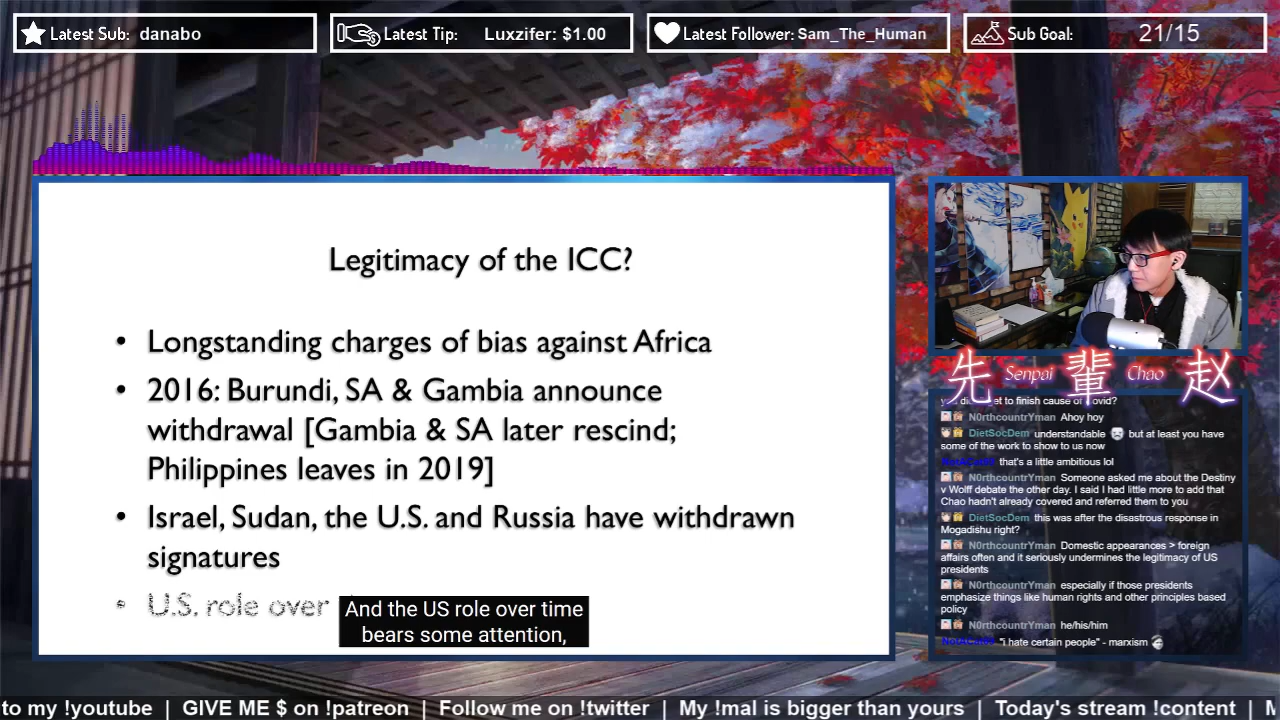 Latest Sub: danabo
Latest Tip: Luxzifer: $1.00
Latest Follower: Sam_The_Human
Sub Goal: 21/15
Legitimacy of the ICC?
• Longstanding charges of bias against Africa
• 2016: Burundi, SA & Gambia announce
withdrawal [Gambia & SA later rescind;
Philippines leaves in 2019]
• Israel, Sudan, the U.S. and Russia have withdrawn
signatures
• U.S. role over
And the US role over time
bears some attention,
先 Senpai 輩 Chao 赵
to finish cause of
N0rthcountrYman Ahoy hoy
DietSocDem understandable but at least you have
some of the work to show to us now
that's a little ambitious lol
N0rthcountrYman Someone asked me about the Destiny
v Wolff debate the other day. I said I had little more to add that
Chao hadn't already covered and referred them to you
DietSocDem this was after the disastrous response in
Mogadishu right?
N0rthcountrYman Domestic appearances > foreign
affairs often and it seriously undermines the legitimacy of US
presidents
N0rthcountrYman especially if those presidents
emphasize things like human rights and other principles based
policy
N0rthcountrYman he/his/him
"i hate certain people" - marxism
to my !youtube | GIVE ME $ on !patreon | Follow me on !twitter | My !mal is bigger than yours | Today's stream !content | M